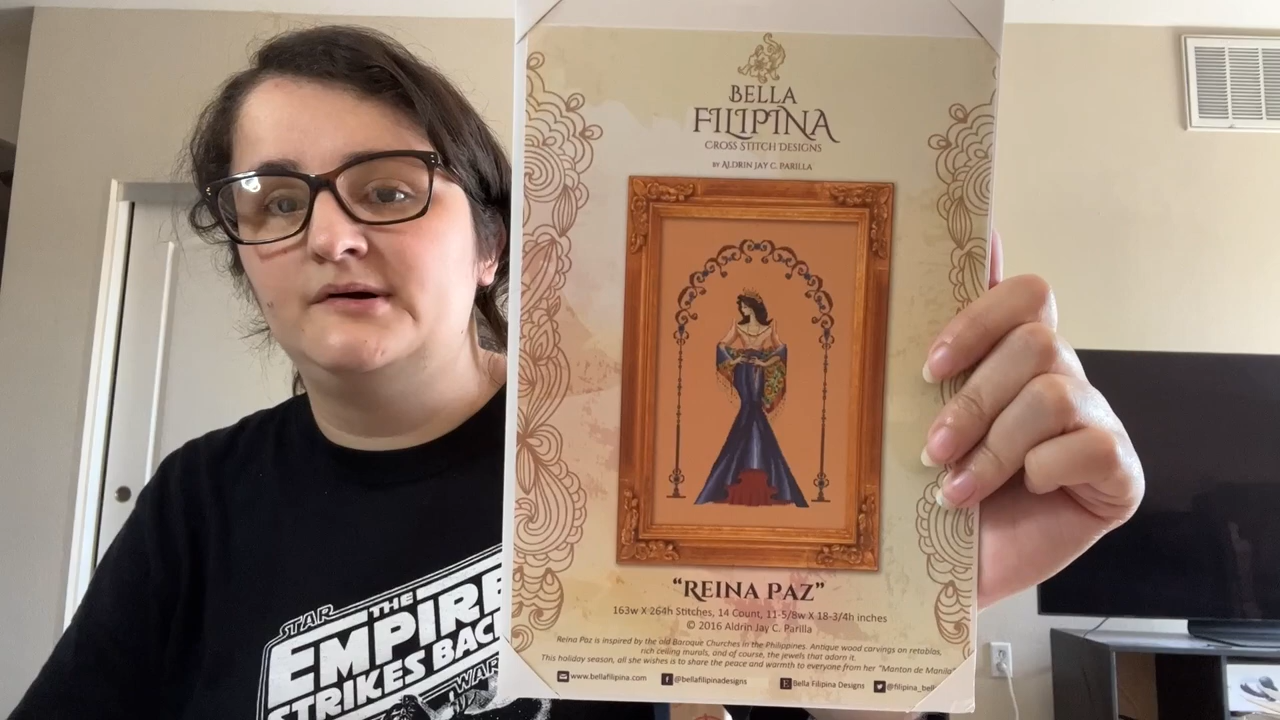 BELLA
FILIPINA
CROSS STITCH DESIGNS
BY ALDRIN JAY C. PARILLA
"REINA PAZ"
163w X 264h Stitches, 14 Count, 11-5/8w X 18-3/4h inches
© 2016 Aldrin Jay C. Parilla
Reina Paz is inspired by the old Baroque Churches in the Philippines. Antique wood carvings on retablos,
rich ceiling murals, and of course, the jewels that adorn it.
This holiday season, all she wishes is to share the peace and warmth to everyone from her "Manton de Manila"
www.bellafilipina.com @bellafilipinadesigns Bella Filipina Designs
STAR
THE
EMPIRE
STRIKES BACK
WARS